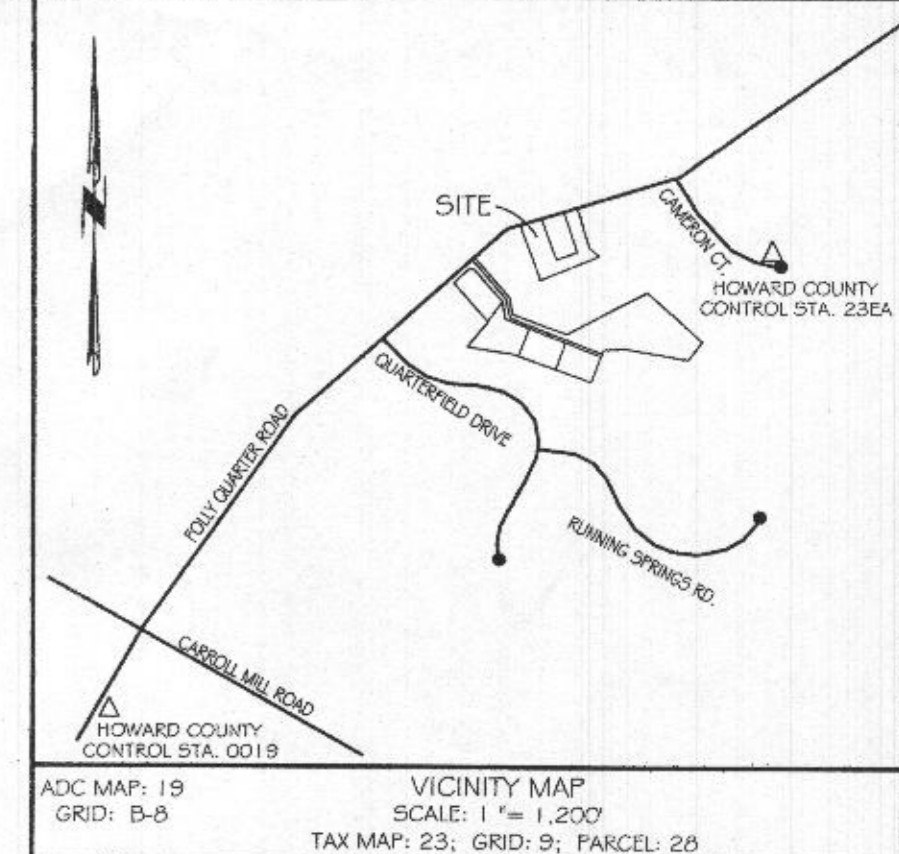 SITE
CAMERON CT.
HOWARD COUNTY
CONTROL STA. 23EA
QUARTERFIELD DRIVE
FOLLY QUARTER ROAD
RUNNING SPRINGS RD.
CARROLL MILL ROAD
HOWARD COUNTY
CONTROL STA. 0019
ADC MAP: 19
GRID: B-8
VICINITY MAP
SCALE: 1 "= 1,200'
TAX MAP: 23; GRID: 9; PARCEL: 28